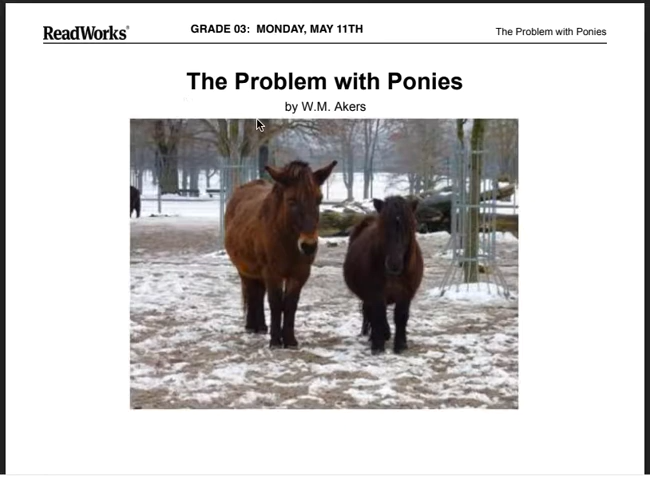 ReadWorks®
GRADE 03: MONDAY, MAY 11TH
The Problem with Ponies
The Problem with Ponies
by W.M. Akers